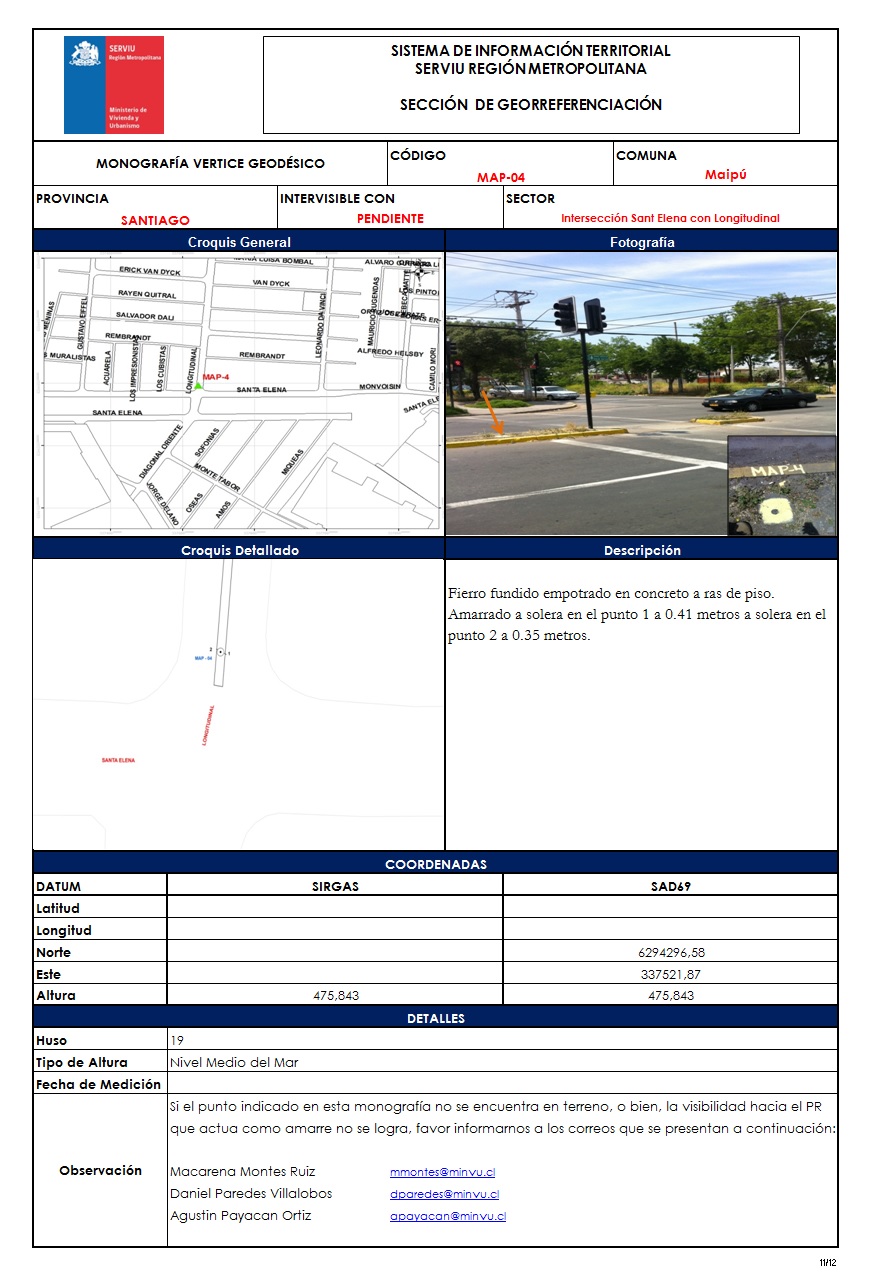 SERVIU
Región Metropolitana
Ministerio de
Vivienda y
Urbanismo
SISTEMA DE INFORMACIÓN TERRITORIAL
SERVIU REGIÓN METROPOLITANA
SECCIÓN DE GEORREFERENCIACIÓN
MONOGRAFÍA VERTICE GEODÉSICO
CÓDIGO
MAP-04
COMUNA
Maipú
PROVINCIA
SANTIAGO
INTERVISIBLE CON
PENDIENTE
SECTOR
Intersección Sant Elena con Longitudinal
Croquis General
Fotografía
MARIA LUISA BOMBAL
ERICK VAN DYCK
VAN DYCK
RAYEN QUITRAL
SALVADOR DALI
REMBRANDT
REMBRANDT
GUSTAVO EIFFEL
ACUARELA
LOS IMPRESIONISTAS
LOS CUBISTAS
LONGITUDINAL
LEONARDO DA VINCI
MAURICIO RUGENDAS
ALFREDO HELSBY
CAMILO MORI
MONVOISIN
MAP-4
SANTA ELENA
SANTA ELENA
SANTA ELE
DIAGONAL ORIENTE
SOFONIAS
MONTE TABOR
MIQUEAS
JORGE DELANO
OSEAS
AMOS
MAP-4
Croquis Detallado
Descripción
2
1
MAP - 04
LONGITUDINAL
SANTA ELENA
Fierro fundido empotrado en concreto a ras de piso.
Amarrado a solera en el punto 1 a 0.41 metros a solera en el
punto 2 a 0.35 metros.
COORDENADAS
DATUM SIRGAS SAD69
Latitud
Longitud
Norte 6294296,58
Este 337521,87
Altura 475,843 475,843
DETALLES
Huso 19
Tipo de Altura Nivel Medio del Mar
Fecha de Medición
Observación
Si el punto indicado en esta monografía no se encuentra en terreno, o bien, la visibilidad hacia el PR
que actua como amarre no se logra, favor informarnos a los correos que se presentan a continuación:
Macarena Montes Ruiz mmontes@minvu.cl
Daniel Paredes Villalobos dparedes@minvu.cl
Agustin Payacan Ortiz apayacan@minvu.cl
11/12